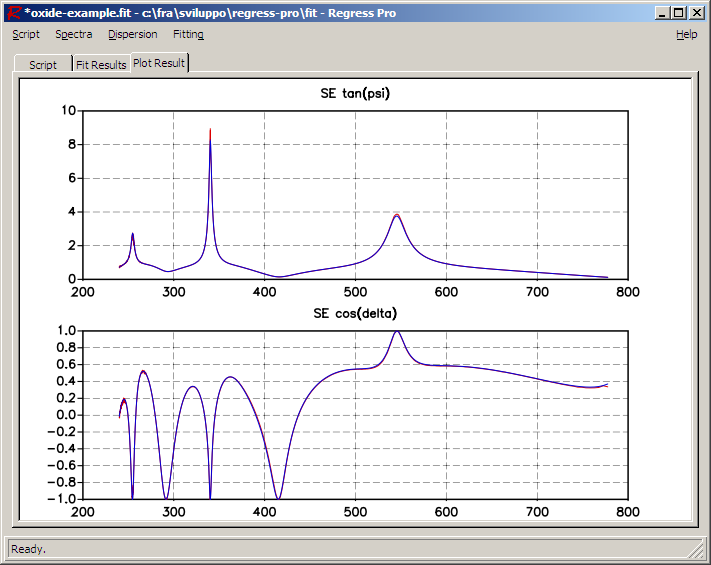 R *oxide-example.fit - c:\fra\sviluppo\regress-pro\fit - Regress Pro
Script Spectra Dispersion Fitting Help
Script Fit Results Plot Result
SE tan(psi)
10
8
6
4
2
0
200 300 400 500 600 700 800
SE cos(delta)
1.0
0.8
0.6
0.4
0.2
0.0
-0.2
-0.4
-0.6
-0.8
-1.0
200 300 400 500 600 700 800
Ready.